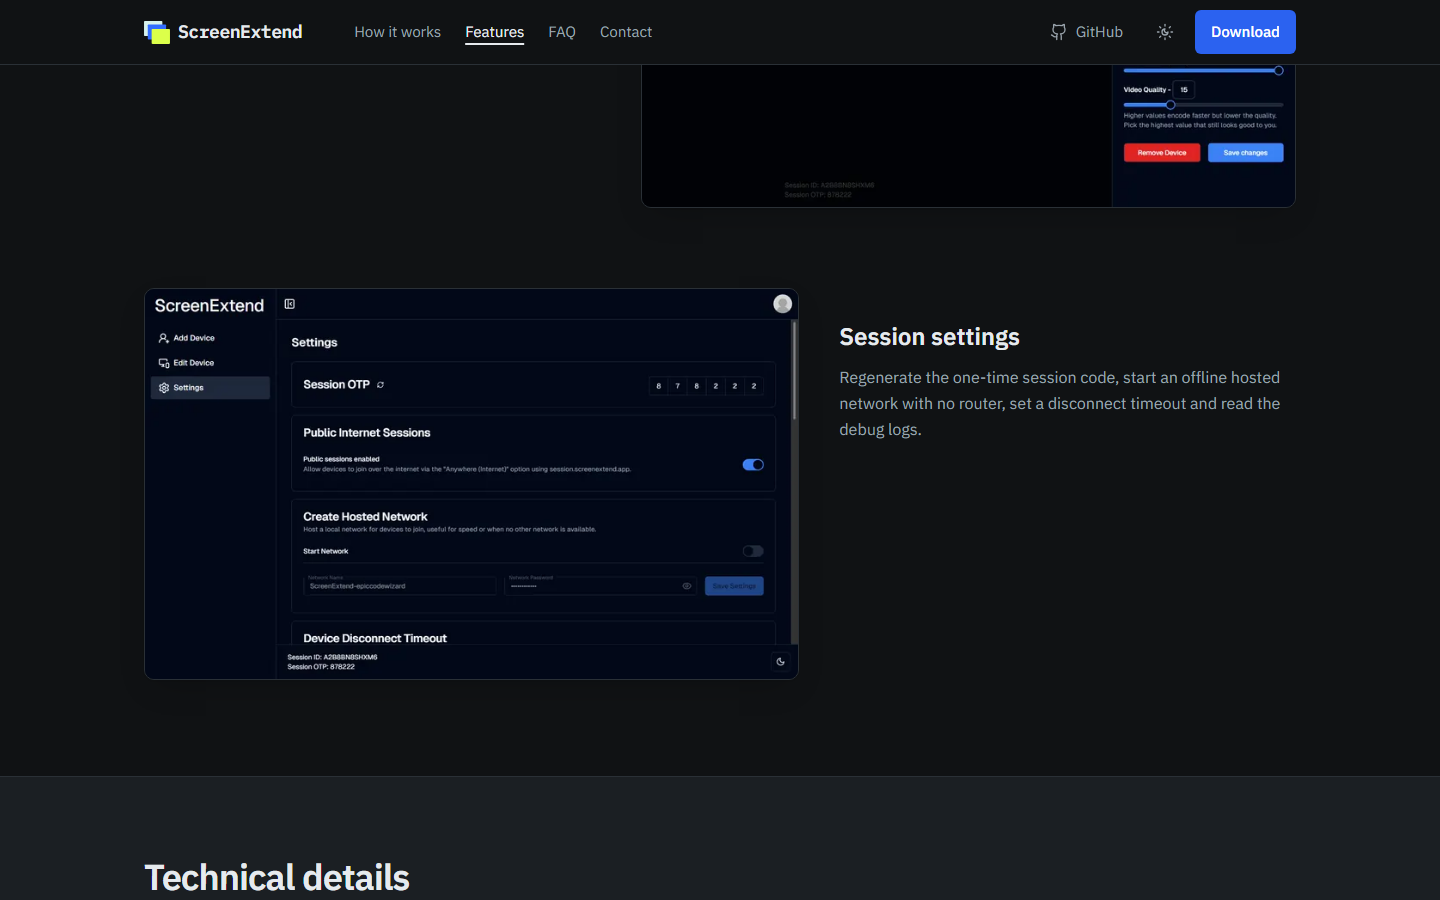 ScreenExtend
How it works
Features
FAQ
Contact
GitHub
Download
Video Quality - 15
Higher values encode faster but lower the quality.
Pick the highest value that still looks good to you.
Remove Device
Save changes
Session ID: A2B8BN8SHXM6
Session OTP: 878222
ScreenExtend
Add Device
Edit Device
Settings
Settings
Session OTP
8 7 8 2 2 2
Public Internet Sessions
Public sessions enabled
Allow devices to join over the internet via the "Anywhere (Internet)" option using session.screenextend.app.
Create Hosted Network
Host a local network for devices to join, useful for speed or when no other network is available.
Start Network
Network Name
ScreenExtend-epiccodewizard
Network Password
Save Settings
Device Disconnect Timeout
Session ID: A2B8BN8SHXM6
Session OTP: 878222
Session settings
Regenerate the one-time session code, start an offline hosted
network with no router, set a disconnect timeout and read the
debug logs.
Technical details